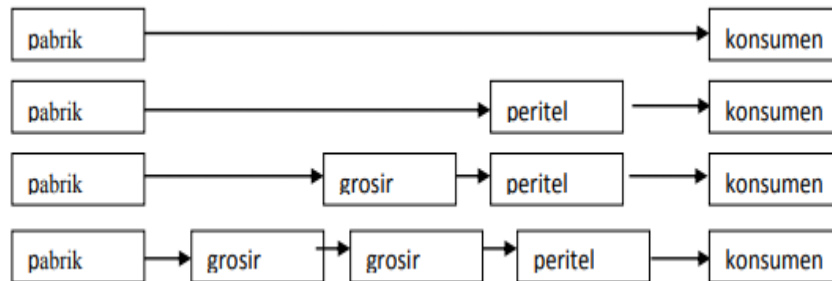 pabrik konsumen
pabrik peritel konsumen
pabrik grosir peritel konsumen
pabrik grosir grosir peritel konsumen